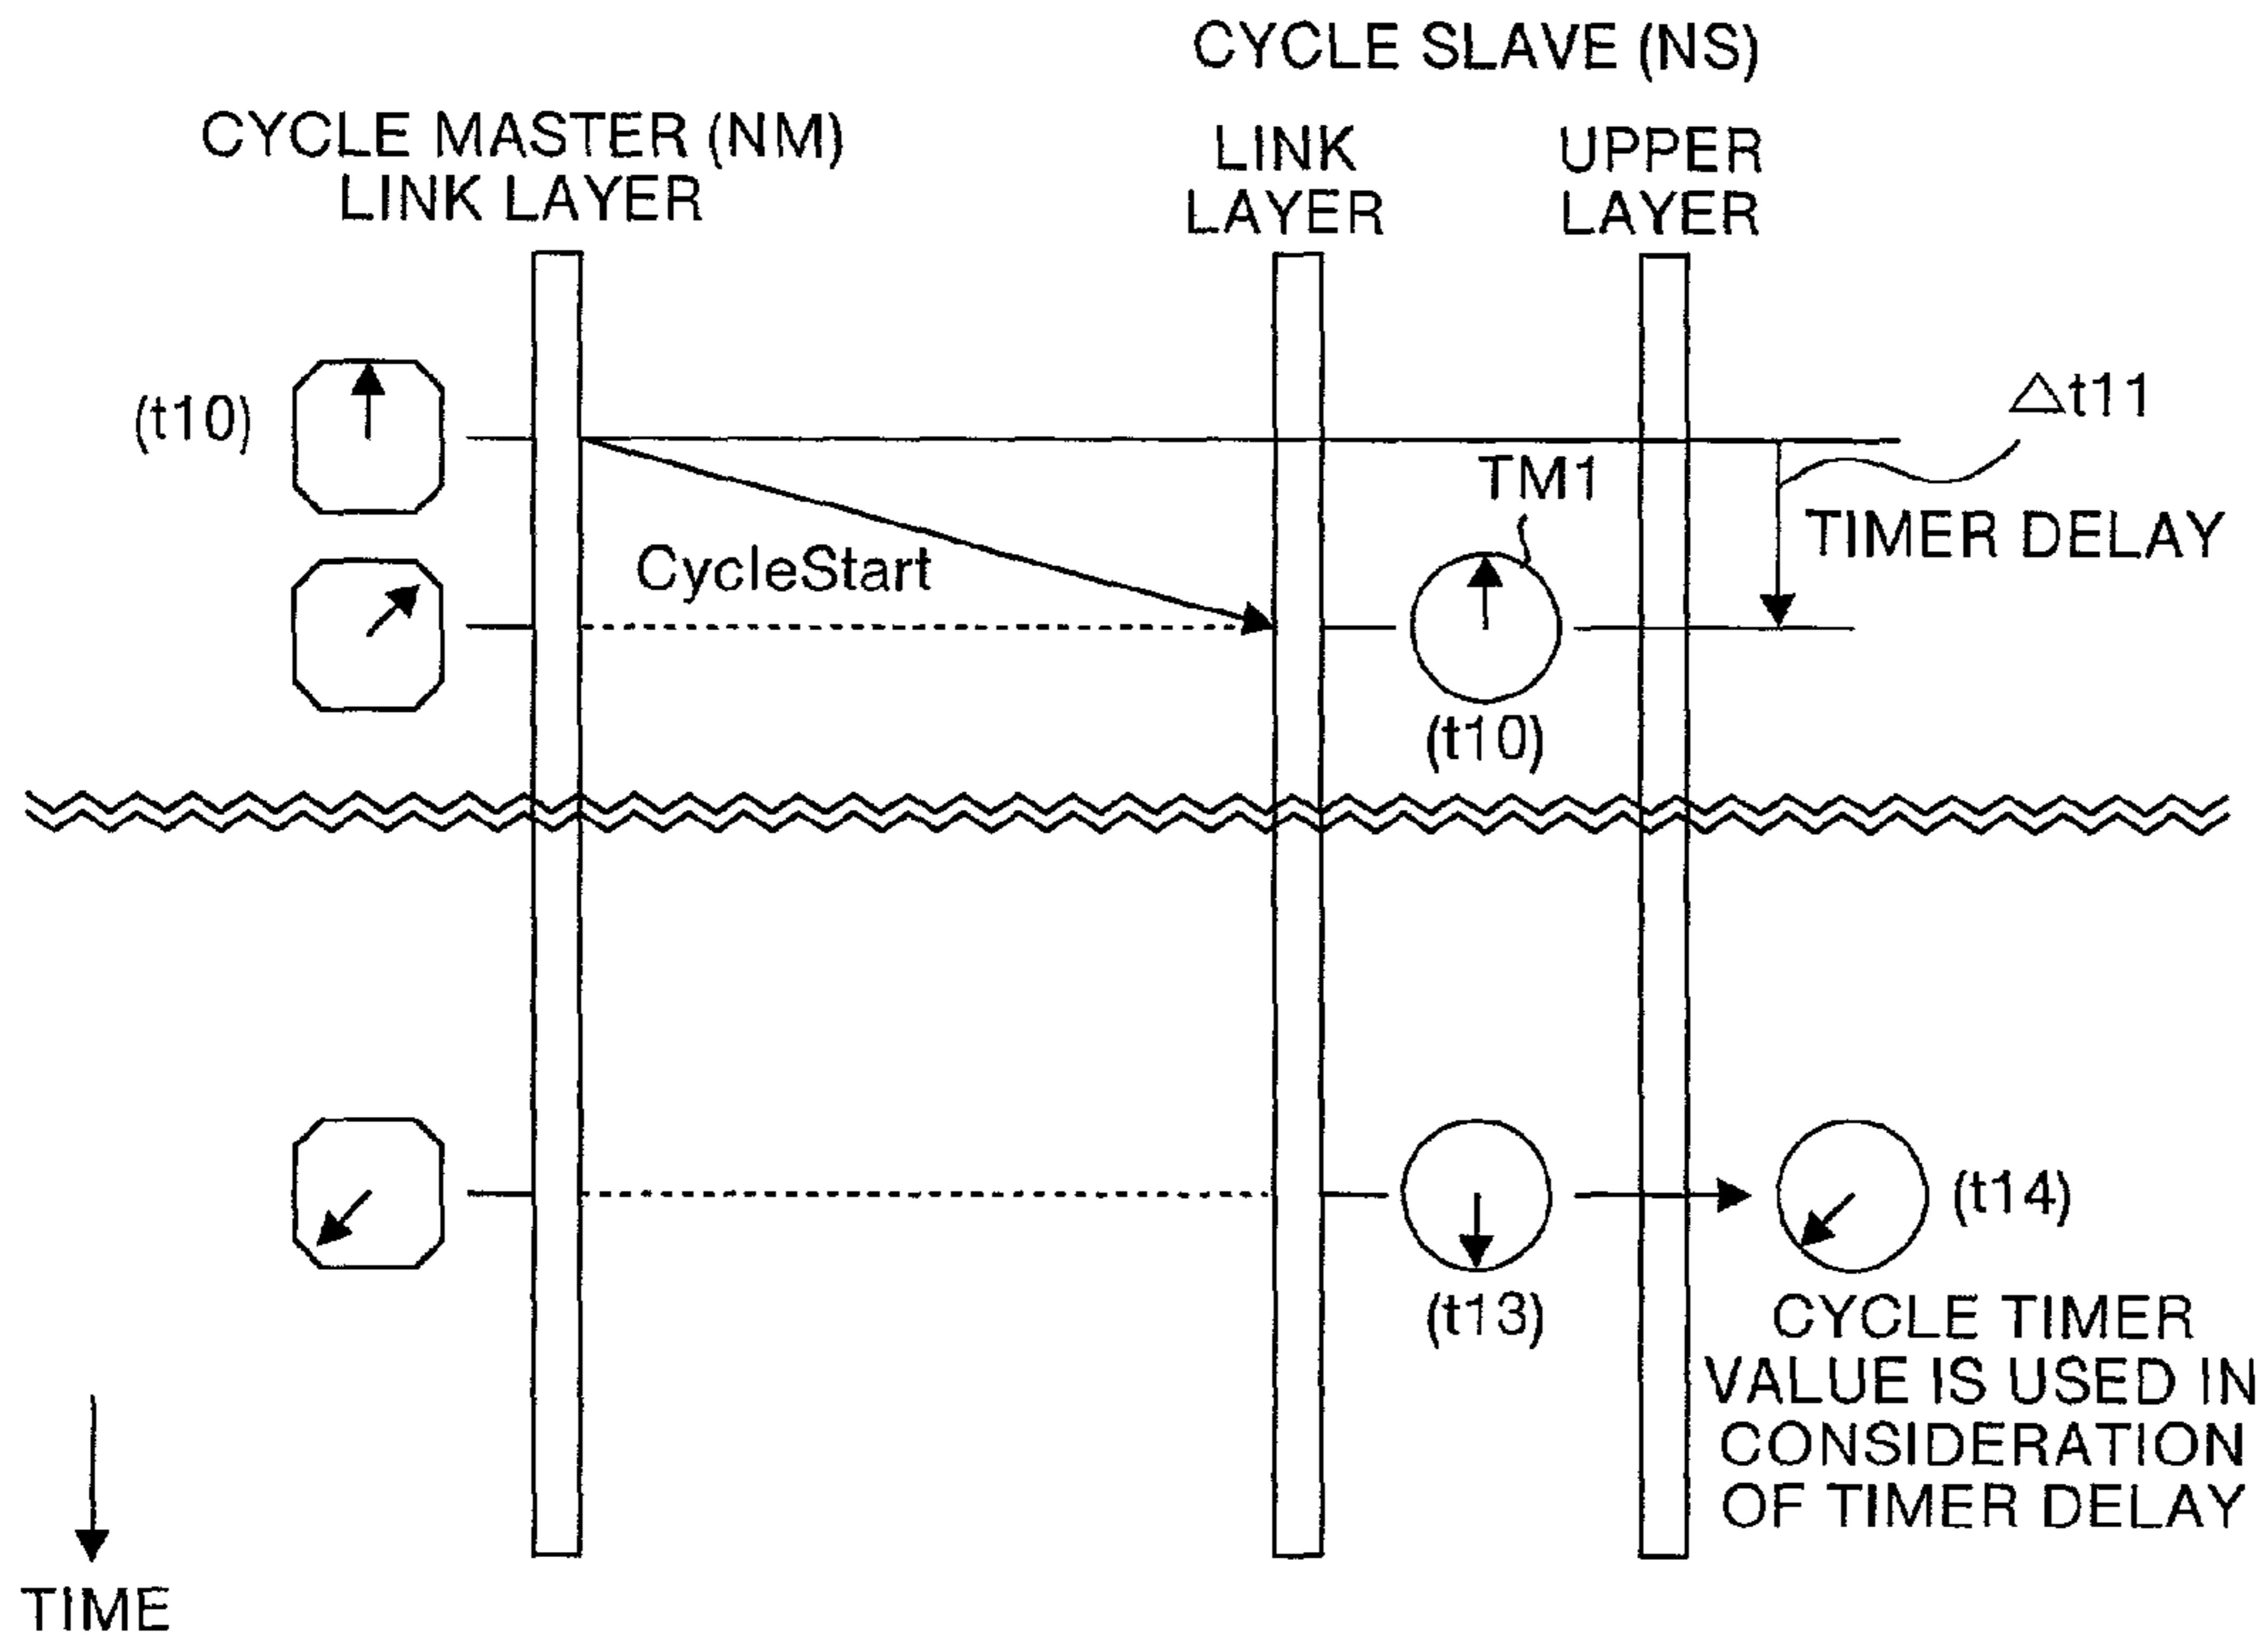 CYCLE SLAVE (NS)
CYCLE MASTER (NM)
LINK LAYER
LINK
LAYER
UPPER
LAYER
(t10)
△t11
TM1
TIMER DELAY
CycleStart
(t10)
(t14)
(t13)
CYCLE TIMER
VALUE IS USED IN
CONSIDERATION
OF TIMER DELAY
TIME